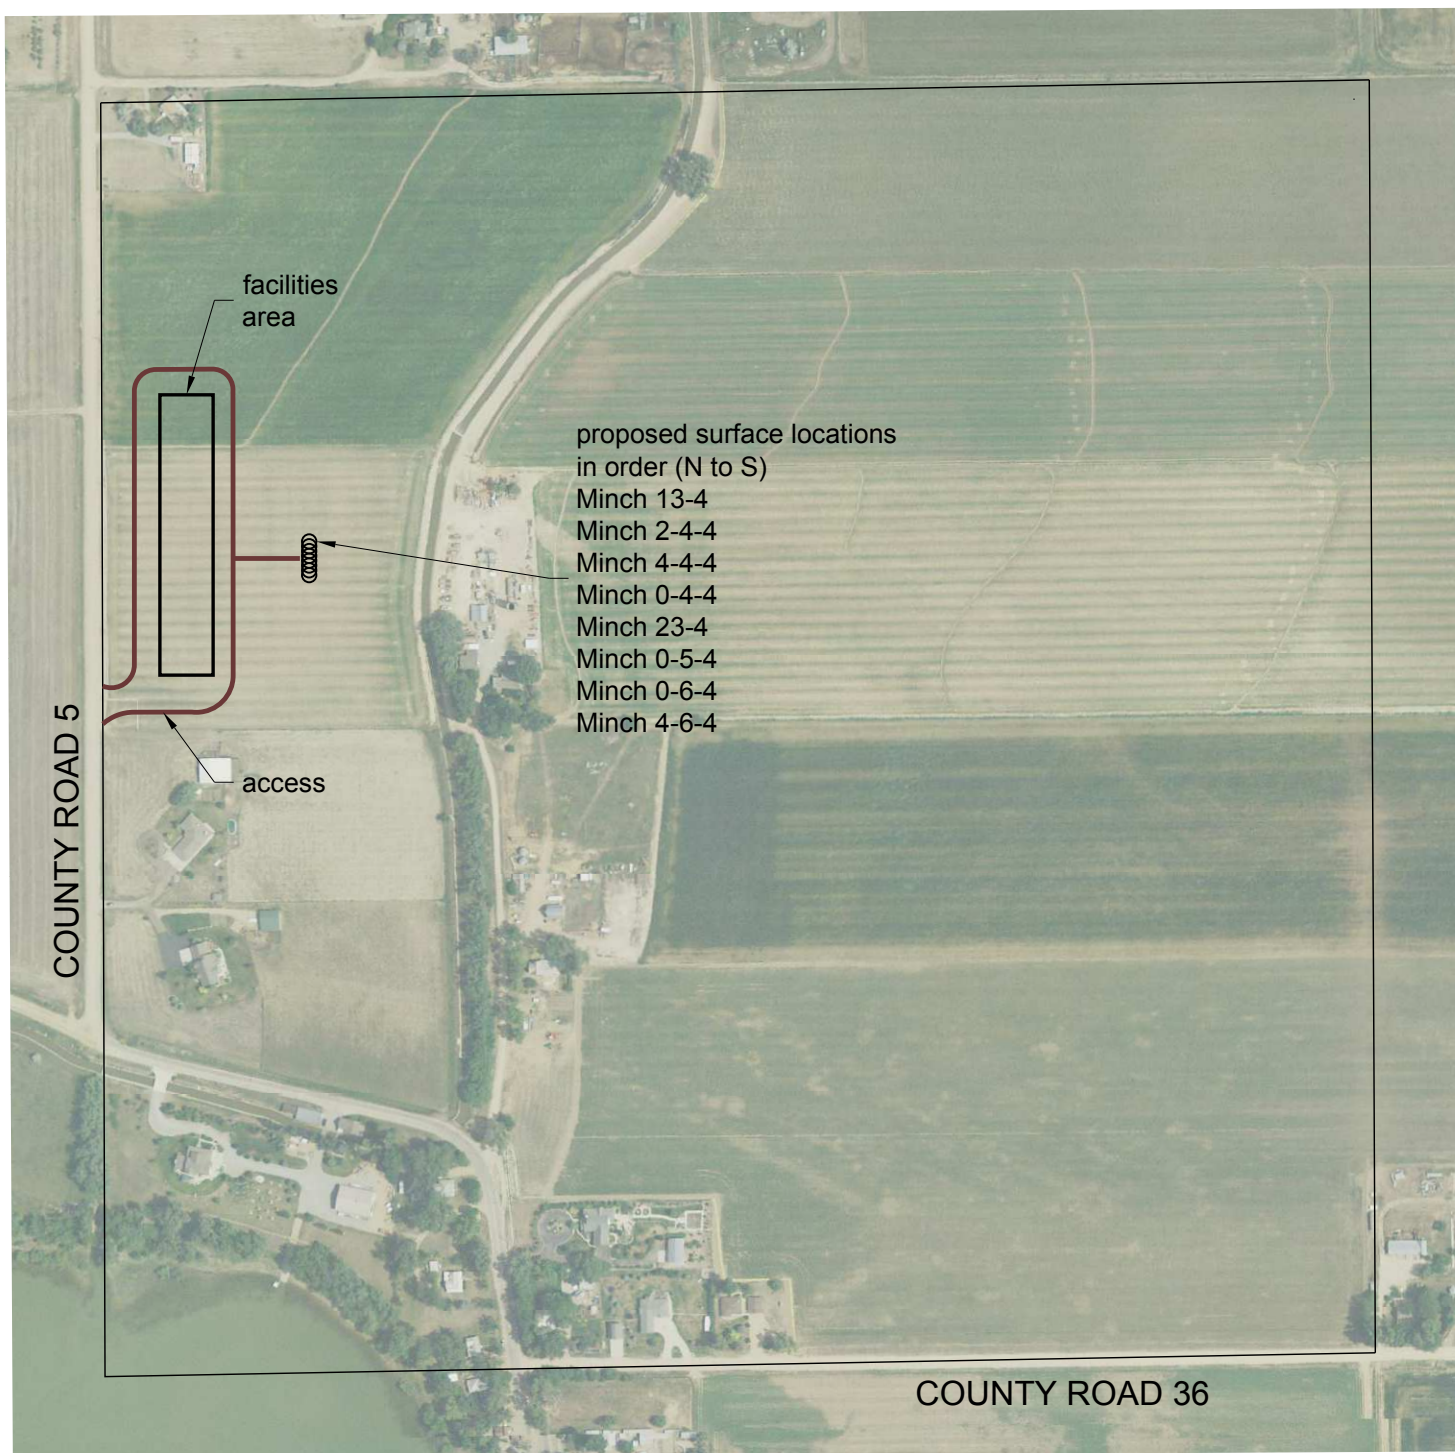 facilities
area
proposed surface locations
in order (N to S)
Minch 13-4
Minch 2-4-4
Minch 4-4-4
Minch 0-4-4
Minch 23-4
Minch 0-5-4
Minch 0-6-4
Minch 4-6-4
access
COUNTY ROAD 5
COUNTY ROAD 36